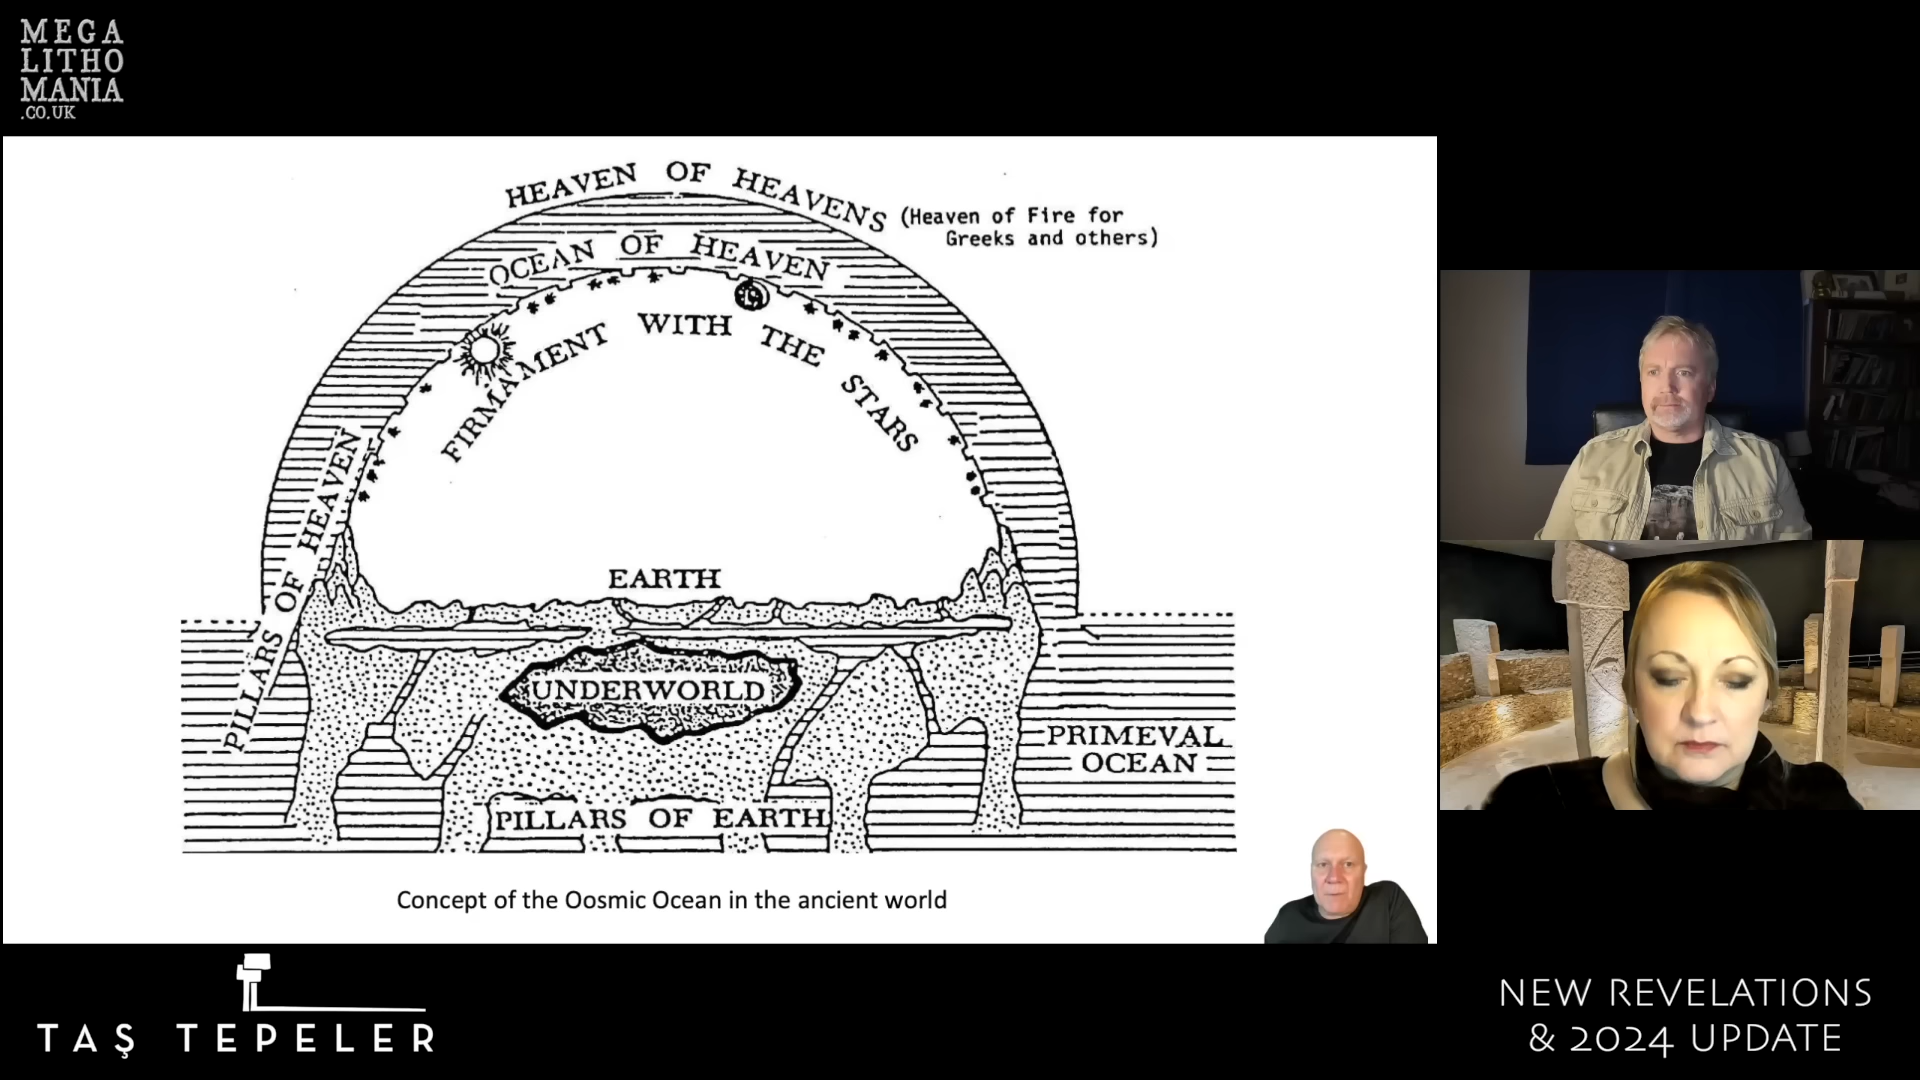 MEGA
LITHO
MANIA
.CO.UK
HEAVEN OF HEAVENS
(Heaven of Fire for
Greeks and others)
OCEAN OF HEAVEN
FIRMAMENT WITH THE STARS
PILLARS OF HEAVEN
EARTH
UNDERWORLD
PRIMEVAL
OCEAN
PILLARS OF EARTH
Concept of the Oosmic Ocean in the ancient world
TAŞ TEPELER
NEW REVELATIONS
& 2024 UPDATE